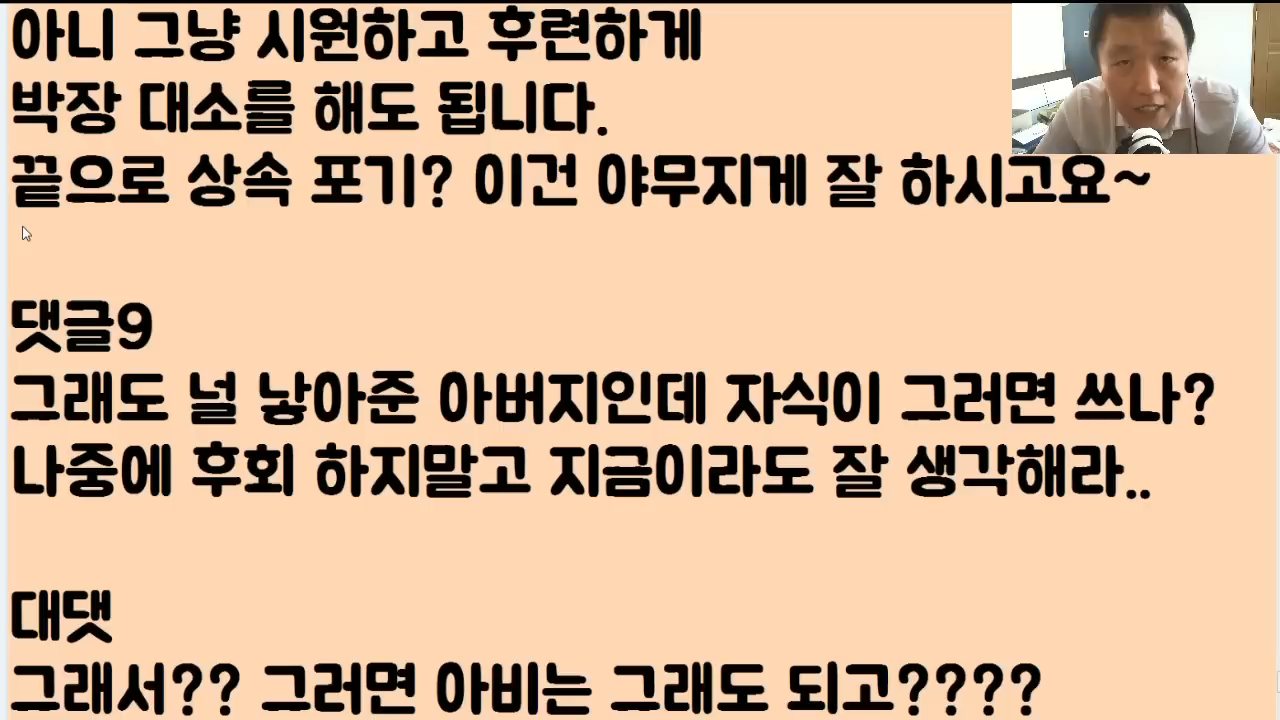 아니 그냥 시원하고 후련하게
박장 대소를 해도 됩니다.
끝으로 상속 포기? 이건 야무지게 잘 하시고요~
댓글9
그래도 널 낳아준 아버지인데 자식이 그러면 쓰나?
나중에 후회 하지말고 지금이라도 잘 생각해라..
대댓
그래서?? 그러면 아비는 그래도 되고????